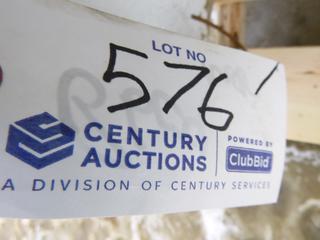 LOT NO
576
CENTURY AUCTIONS
POWERED BY
ClubBid
A DIVISION OF CENTURY SERVICES